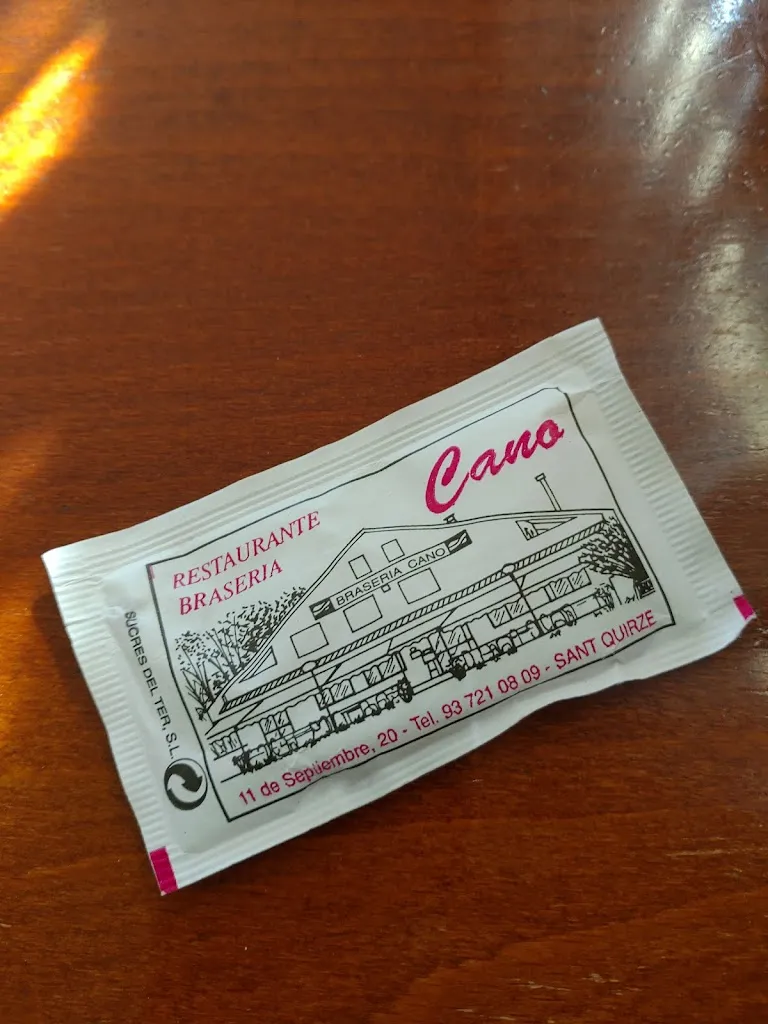 Cano
RESTAURANTE
BRASERIA
BRASERIA CANO
11 de Septiembre, 20 - Tel. 93 721 08 09 - SANT QUIRZE
SUCRES DEL TER, S.L.